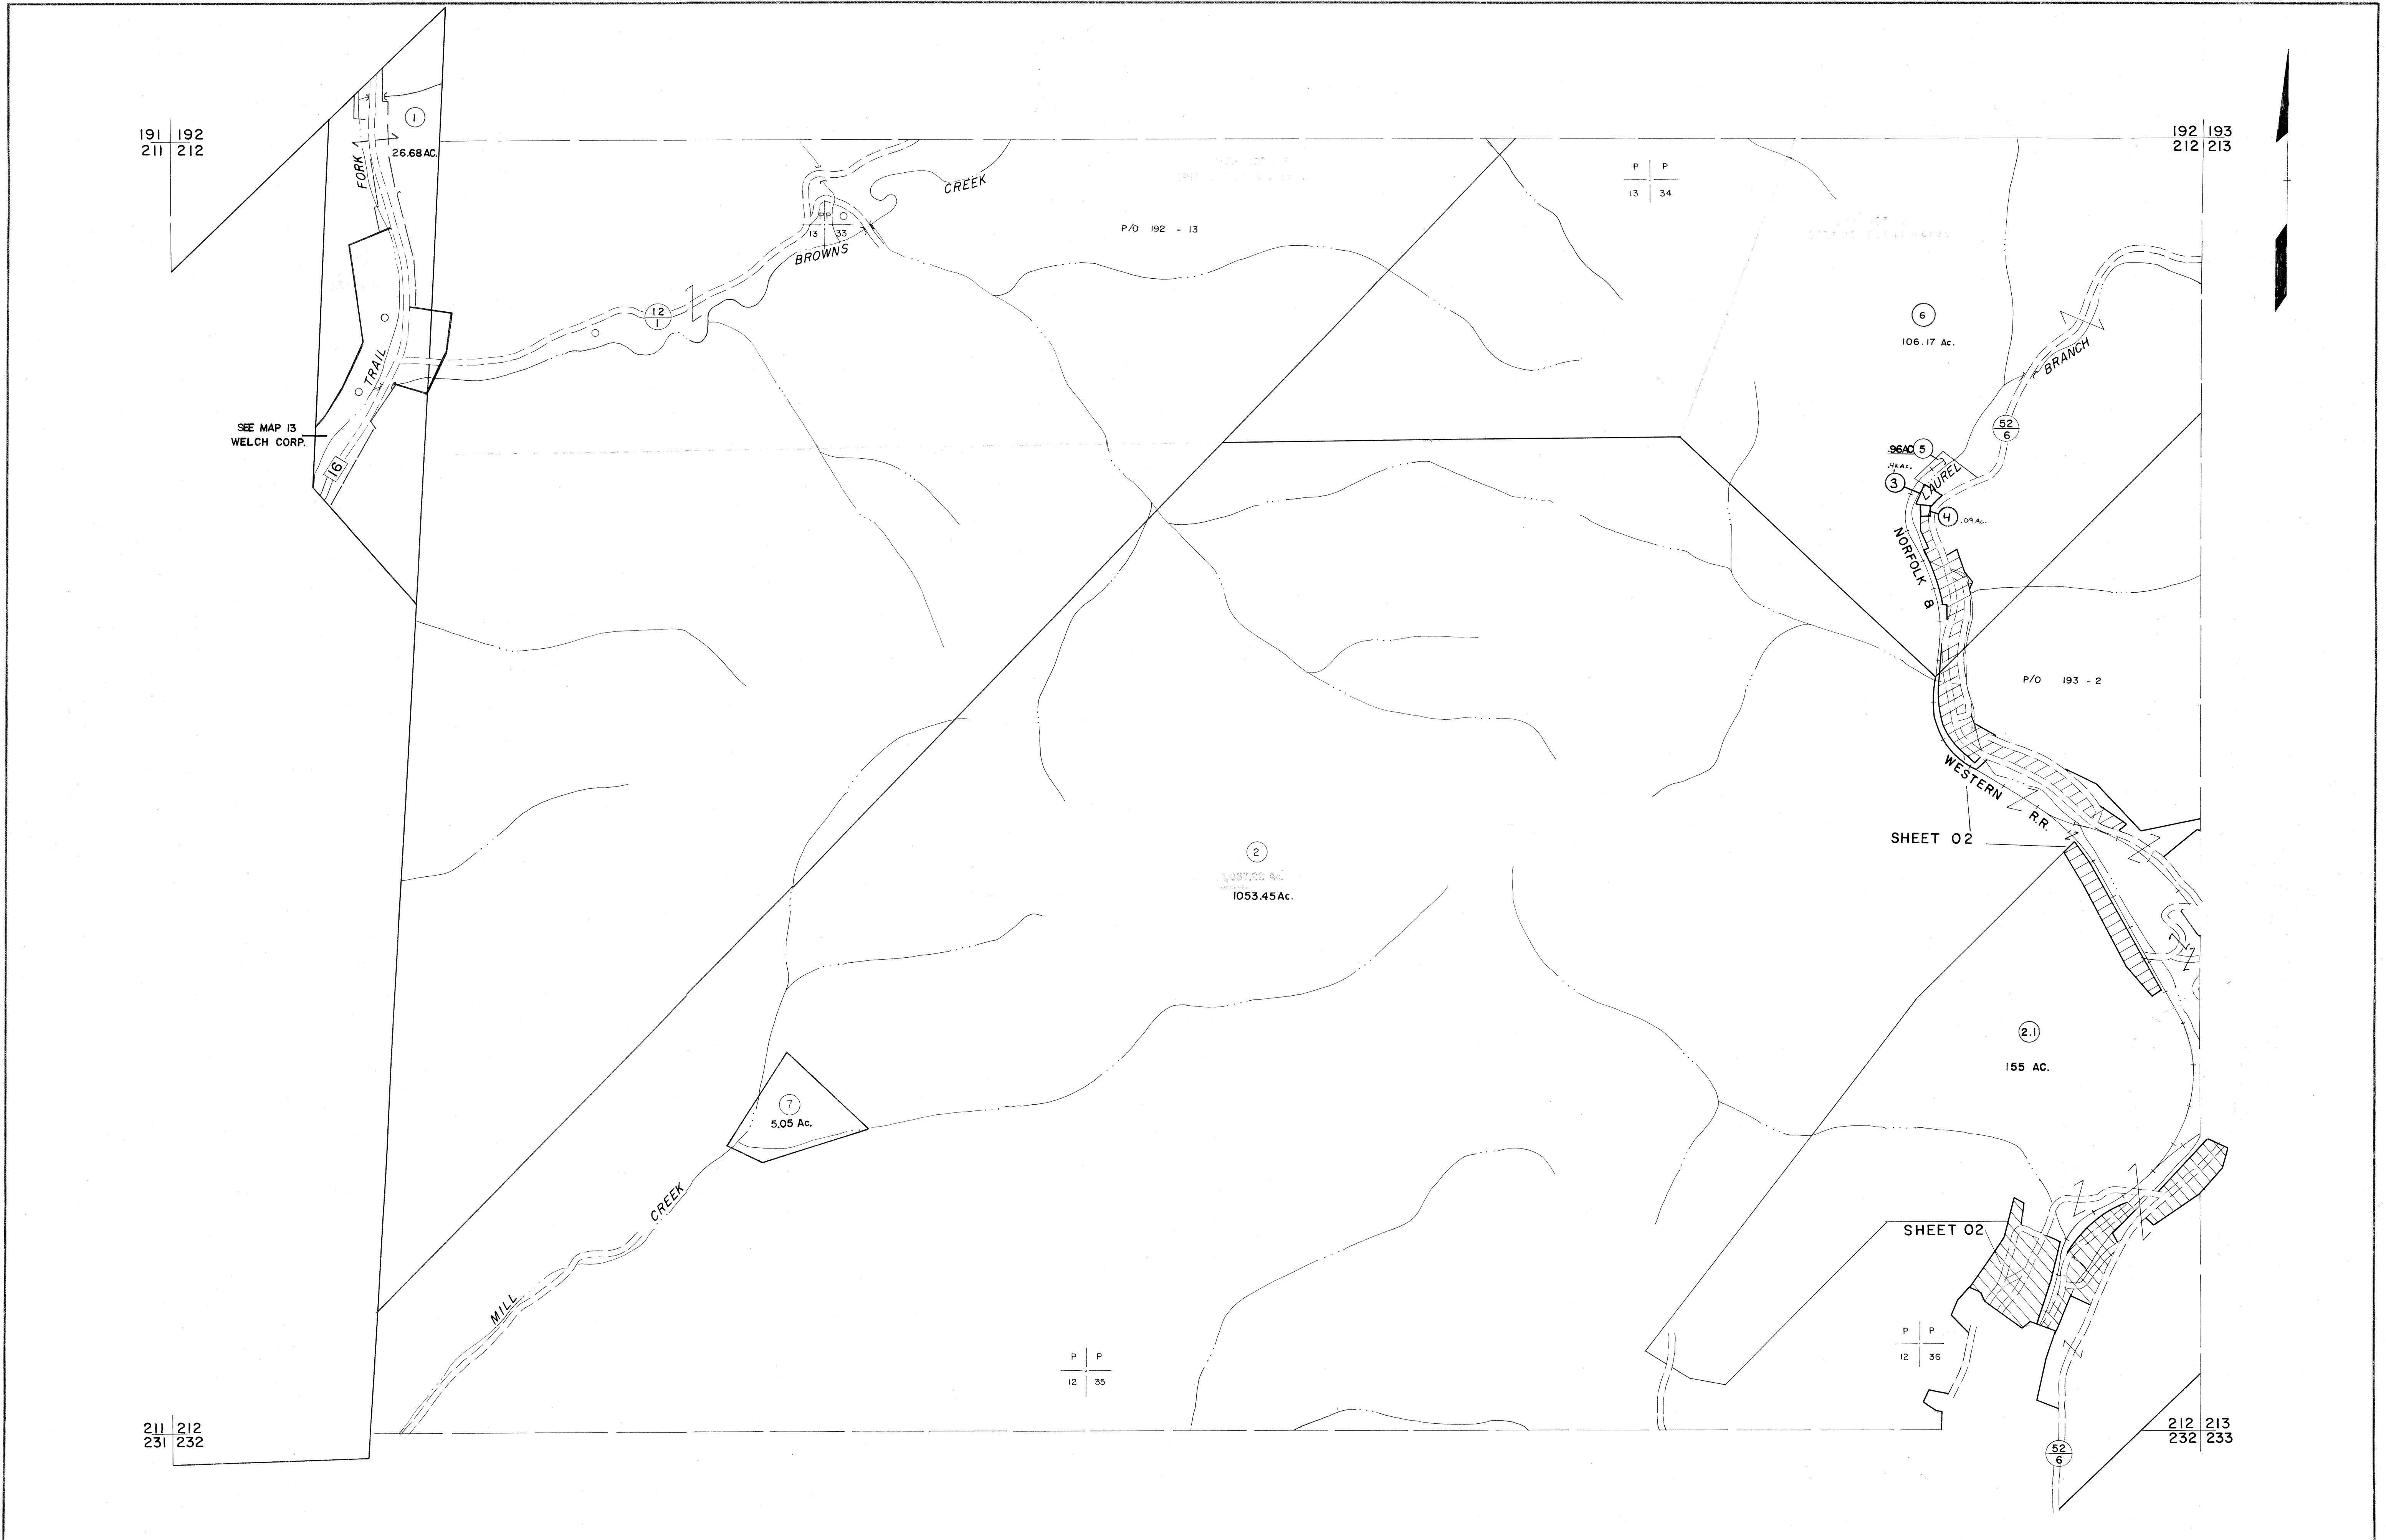 191 192
211 212
1
26.68 AC.
FORK
TRAIL
16
SEE MAP 13
WELCH CORP.
12
1
P P
13 33
BROWNS
CREEK
P/O 192 - 13
P P
13 34
192 193
212 213
6
106.17 Ac.
BRANCH
52
6
.96AC.
5
.42 AC.
3
LAUREL
4
.09 AC.
NORFOLK &
WESTERN R.R.
P/O 193 - 2
SHEET 02
2
1053.45 Ac.
2.1
155 AC.
7
5.05 Ac.
CREEK
MILL
SHEET 02
P P
12 35
P P
12 36
211 212
231 232
212 213
232 233
52
6